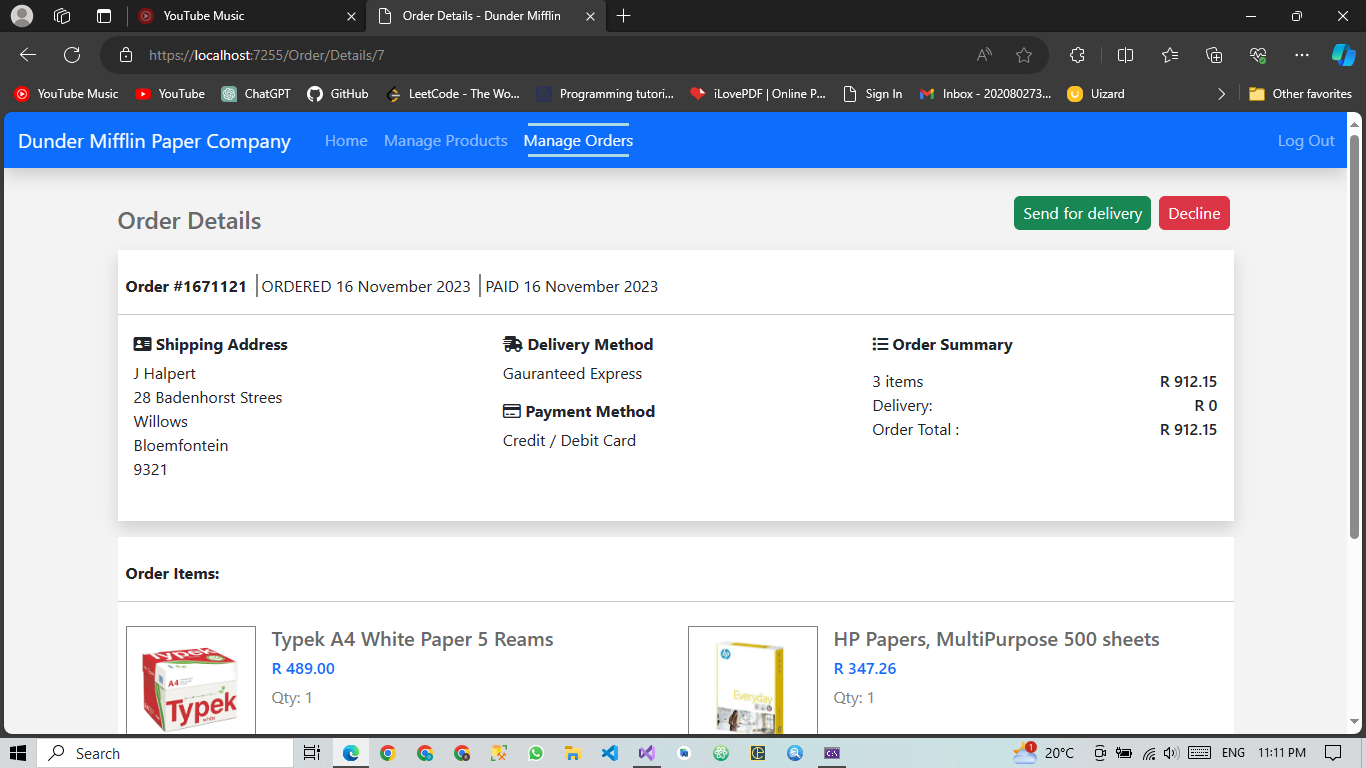 YouTube Music
Order Details - Dunder Mifflin
https://localhost:7255/Order/Details/7
YouTube Music
YouTube
ChatGPT
GitHub
LeetCode - The Wo...
Programming tutori...
iLovePDF | Online P...
Sign In
Inbox - 202080273...
Uizard
Other favorites
Dunder Mifflin Paper Company
Home
Manage Products
Manage Orders
Log Out
Order Details
Send for delivery
Decline
Order #1671121 ORDERED 16 November 2023 PAID 16 November 2023
Shipping Address
J Halpert
28 Badenhorst Strees
Willows
Bloemfontein
9321
Delivery Method
Gauranteed Express
Payment Method
Credit / Debit Card
Order Summary
3 items R 912.15
Delivery: R 0
Order Total : R 912.15
Order Items:
Typek
A4
Typek
white
Typek A4 White Paper 5 Reams
R 489.00
Qty: 1
hp
Everyday
HP Papers, MultiPurpose 500 sheets
R 347.26
Qty: 1
Search
1
20°C
ENG
11:11 PM